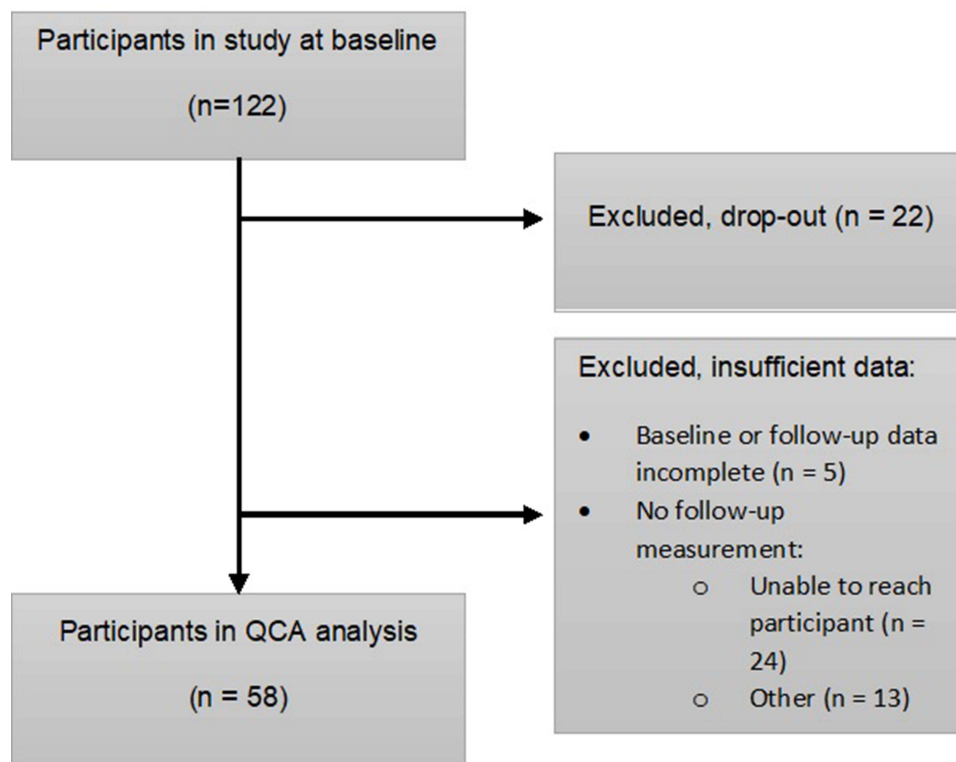 Participants in study at baseline
(n=122)
Excluded, drop-out (n = 22)
Excluded, insufficient data:
• Baseline or follow-up data
incomplete (n = 5)
• No follow-up
measurement:
o Unable to reach
participant (n =
24)
o Other (n = 13)
Participants in QCA analysis
(n = 58)